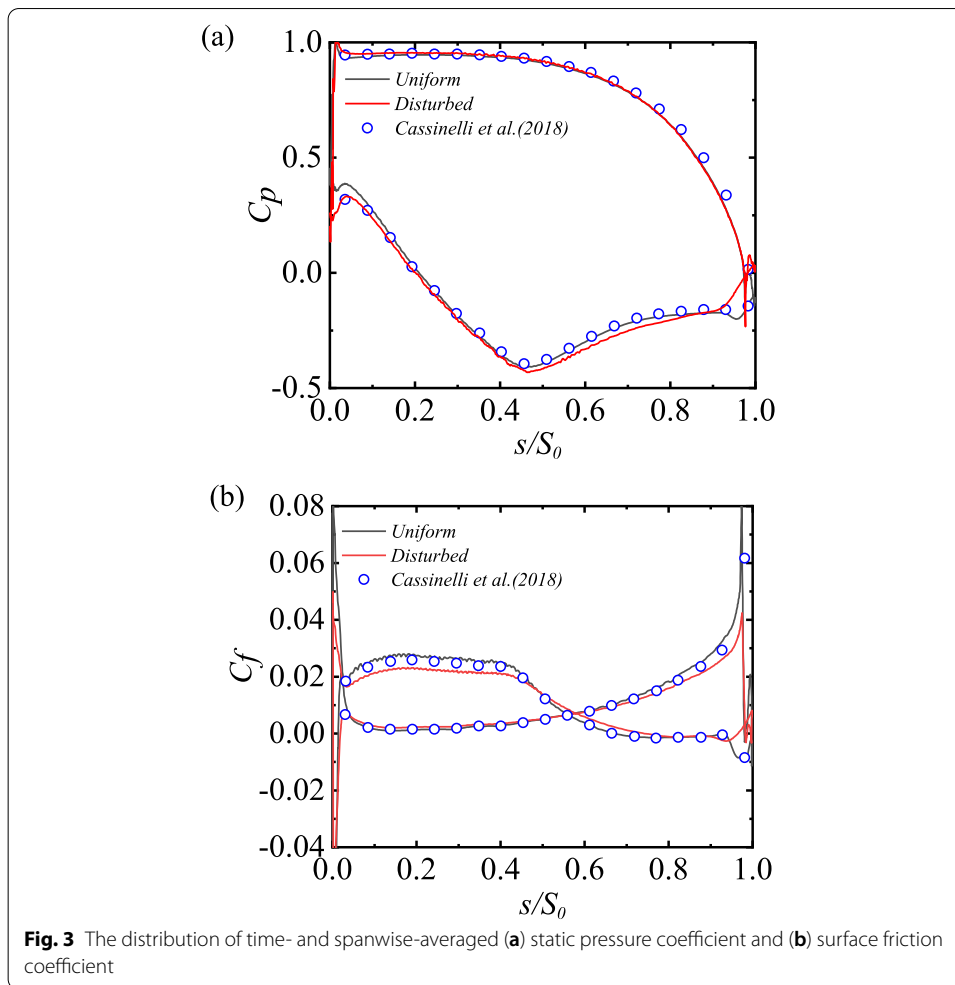 (a)
1.0
0.5
0.0
-0.5
Cp
Uniform
Disturbed
Cassinelli et al.(2018)
0.0 0.2 0.4 0.6 0.8 1.0
s/S0
(b)
0.08
0.06
0.04
0.02
0.00
-0.02
-0.04
Cf
Uniform
Disturbed
Cassinelli et al.(2018)
0.0 0.2 0.4 0.6 0.8 1.0
s/S0
Fig. 3 The distribution of time- and spanwise-averaged (a) static pressure coefficient and (b) surface friction
coefficient